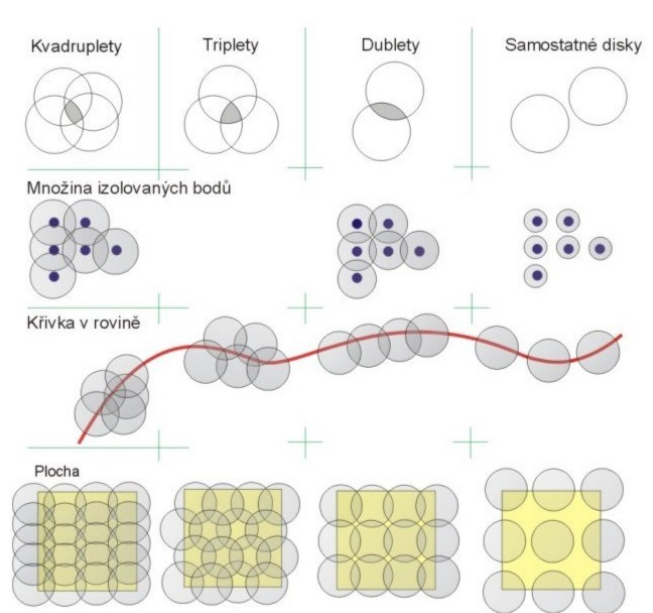 Kvadruplety Triplety Dublety Samostatné disky
Množina izolovaných bodů
Křivka v rovině
Plocha